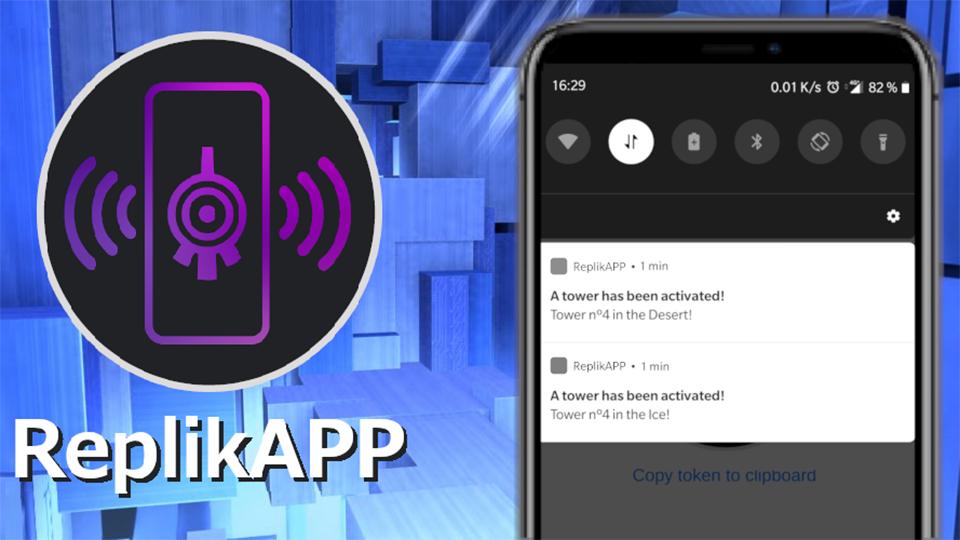 ReplikAPP
16:29
0.01 K/s 4G 82 %
ReplikAPP • 1 min
A tower has been activated!
Tower nº4 in the Desert!
ReplikAPP • 1 min
A tower has been activated!
Tower nº4 in the Ice!
Copy token to clipboard